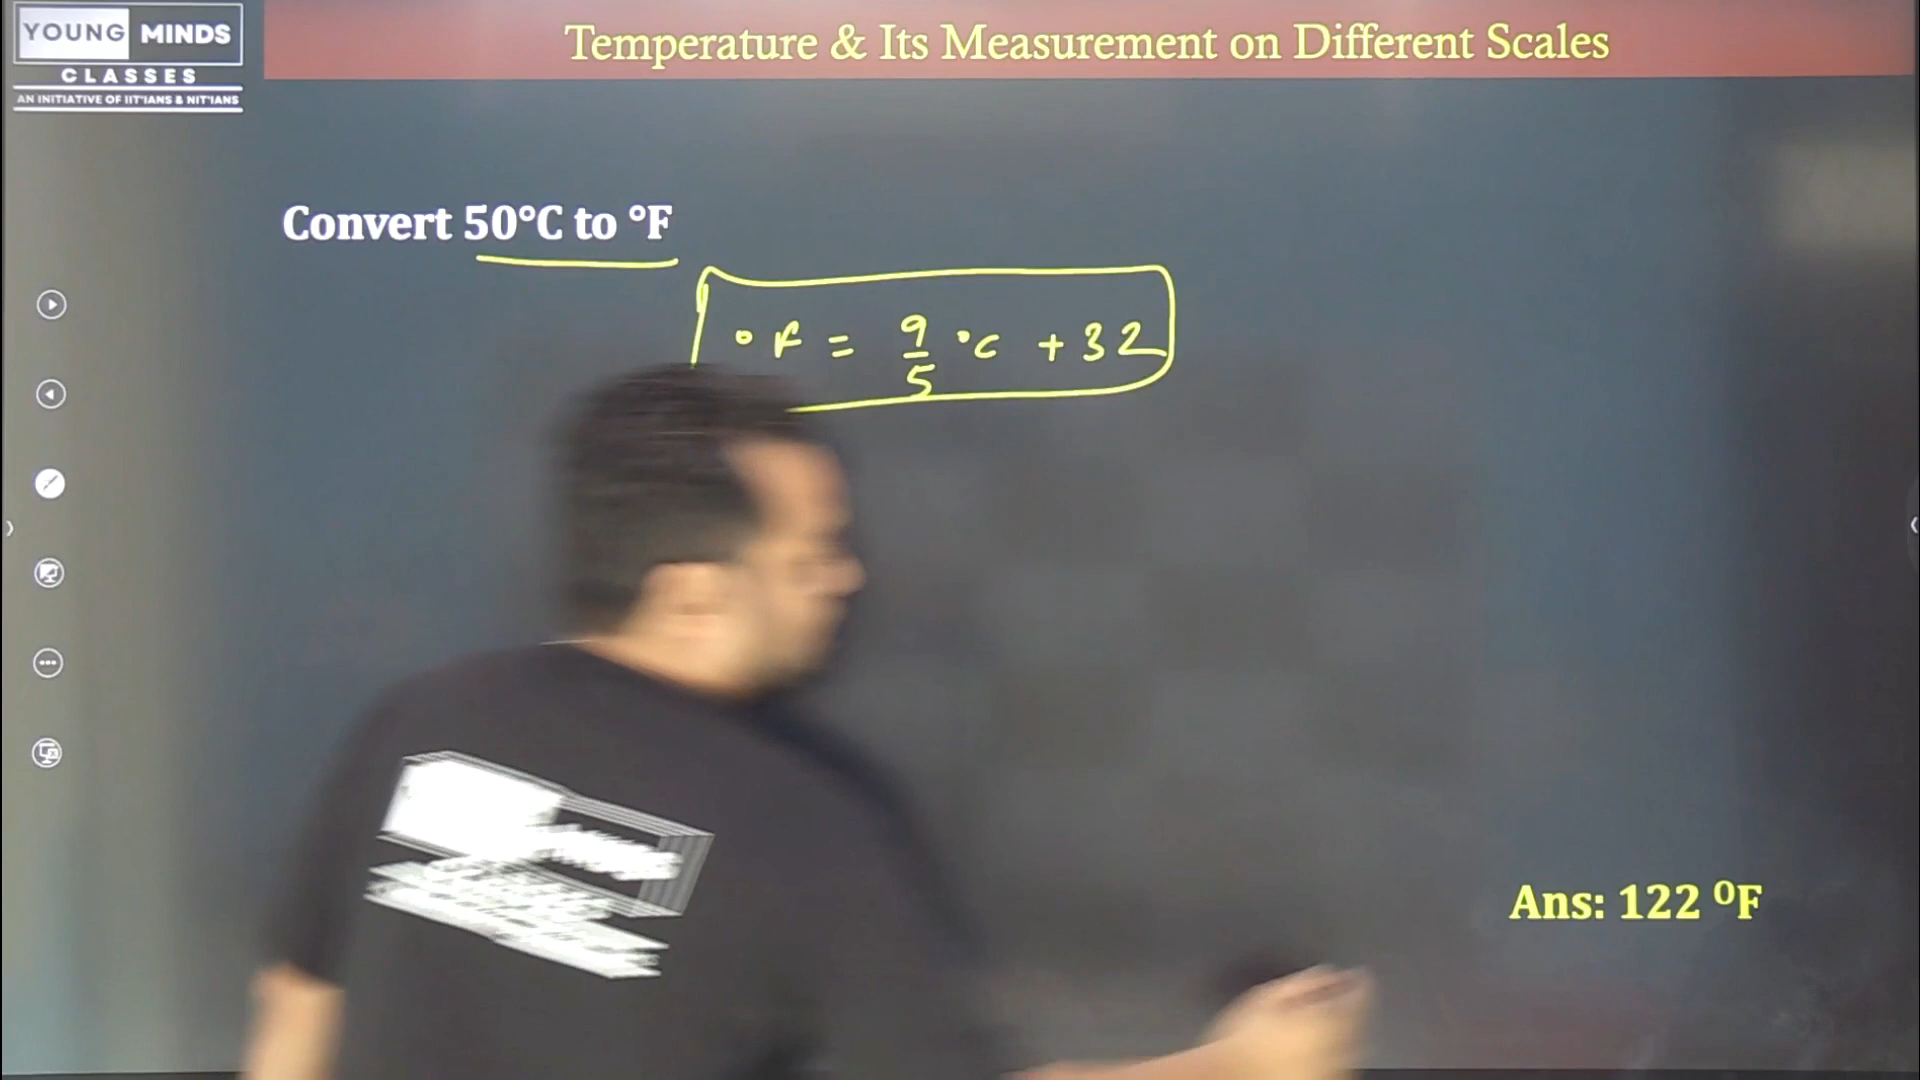 YOUNG MINDS
CLASSES
AN INITIATIVE OF IIT'IANS & NIT'IANS
Temperature & Its Measurement on Different Scales
Convert 50°C to °F
°F = 9/5 °C + 32
Ans: 122 ⁰F